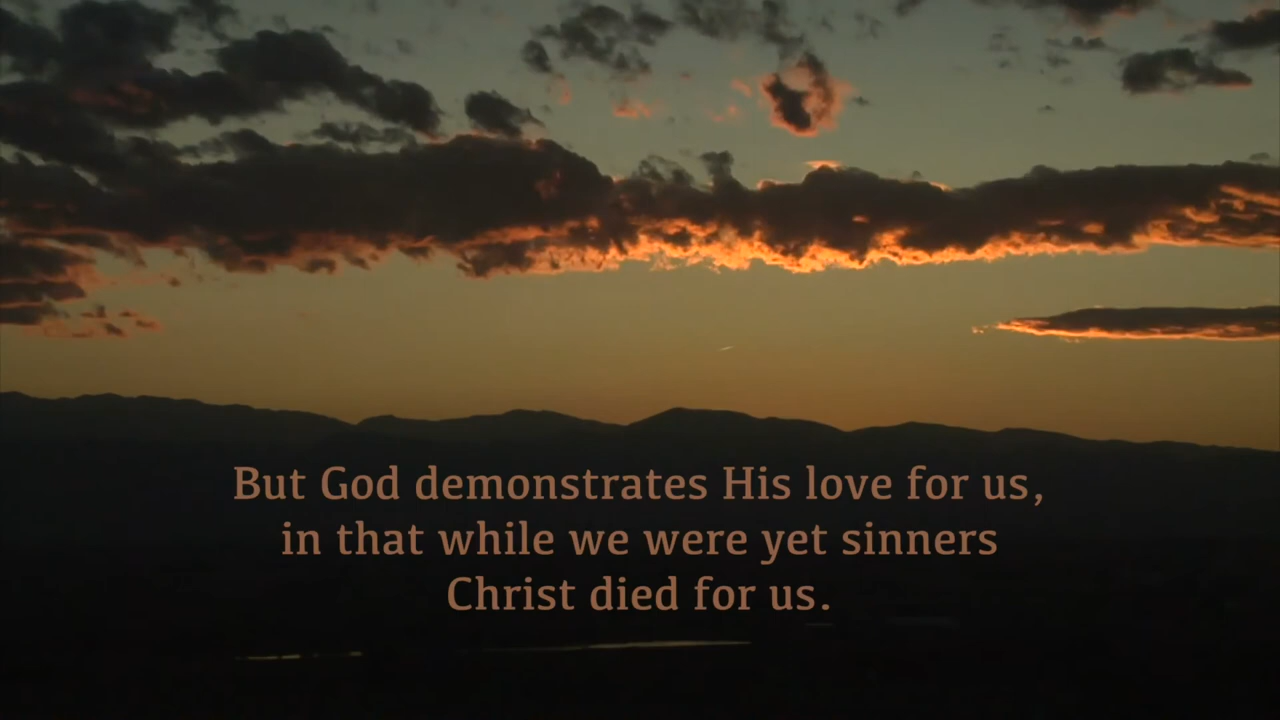 But God demonstrates His love for us,
in that while we were yet sinners
Christ died for us.